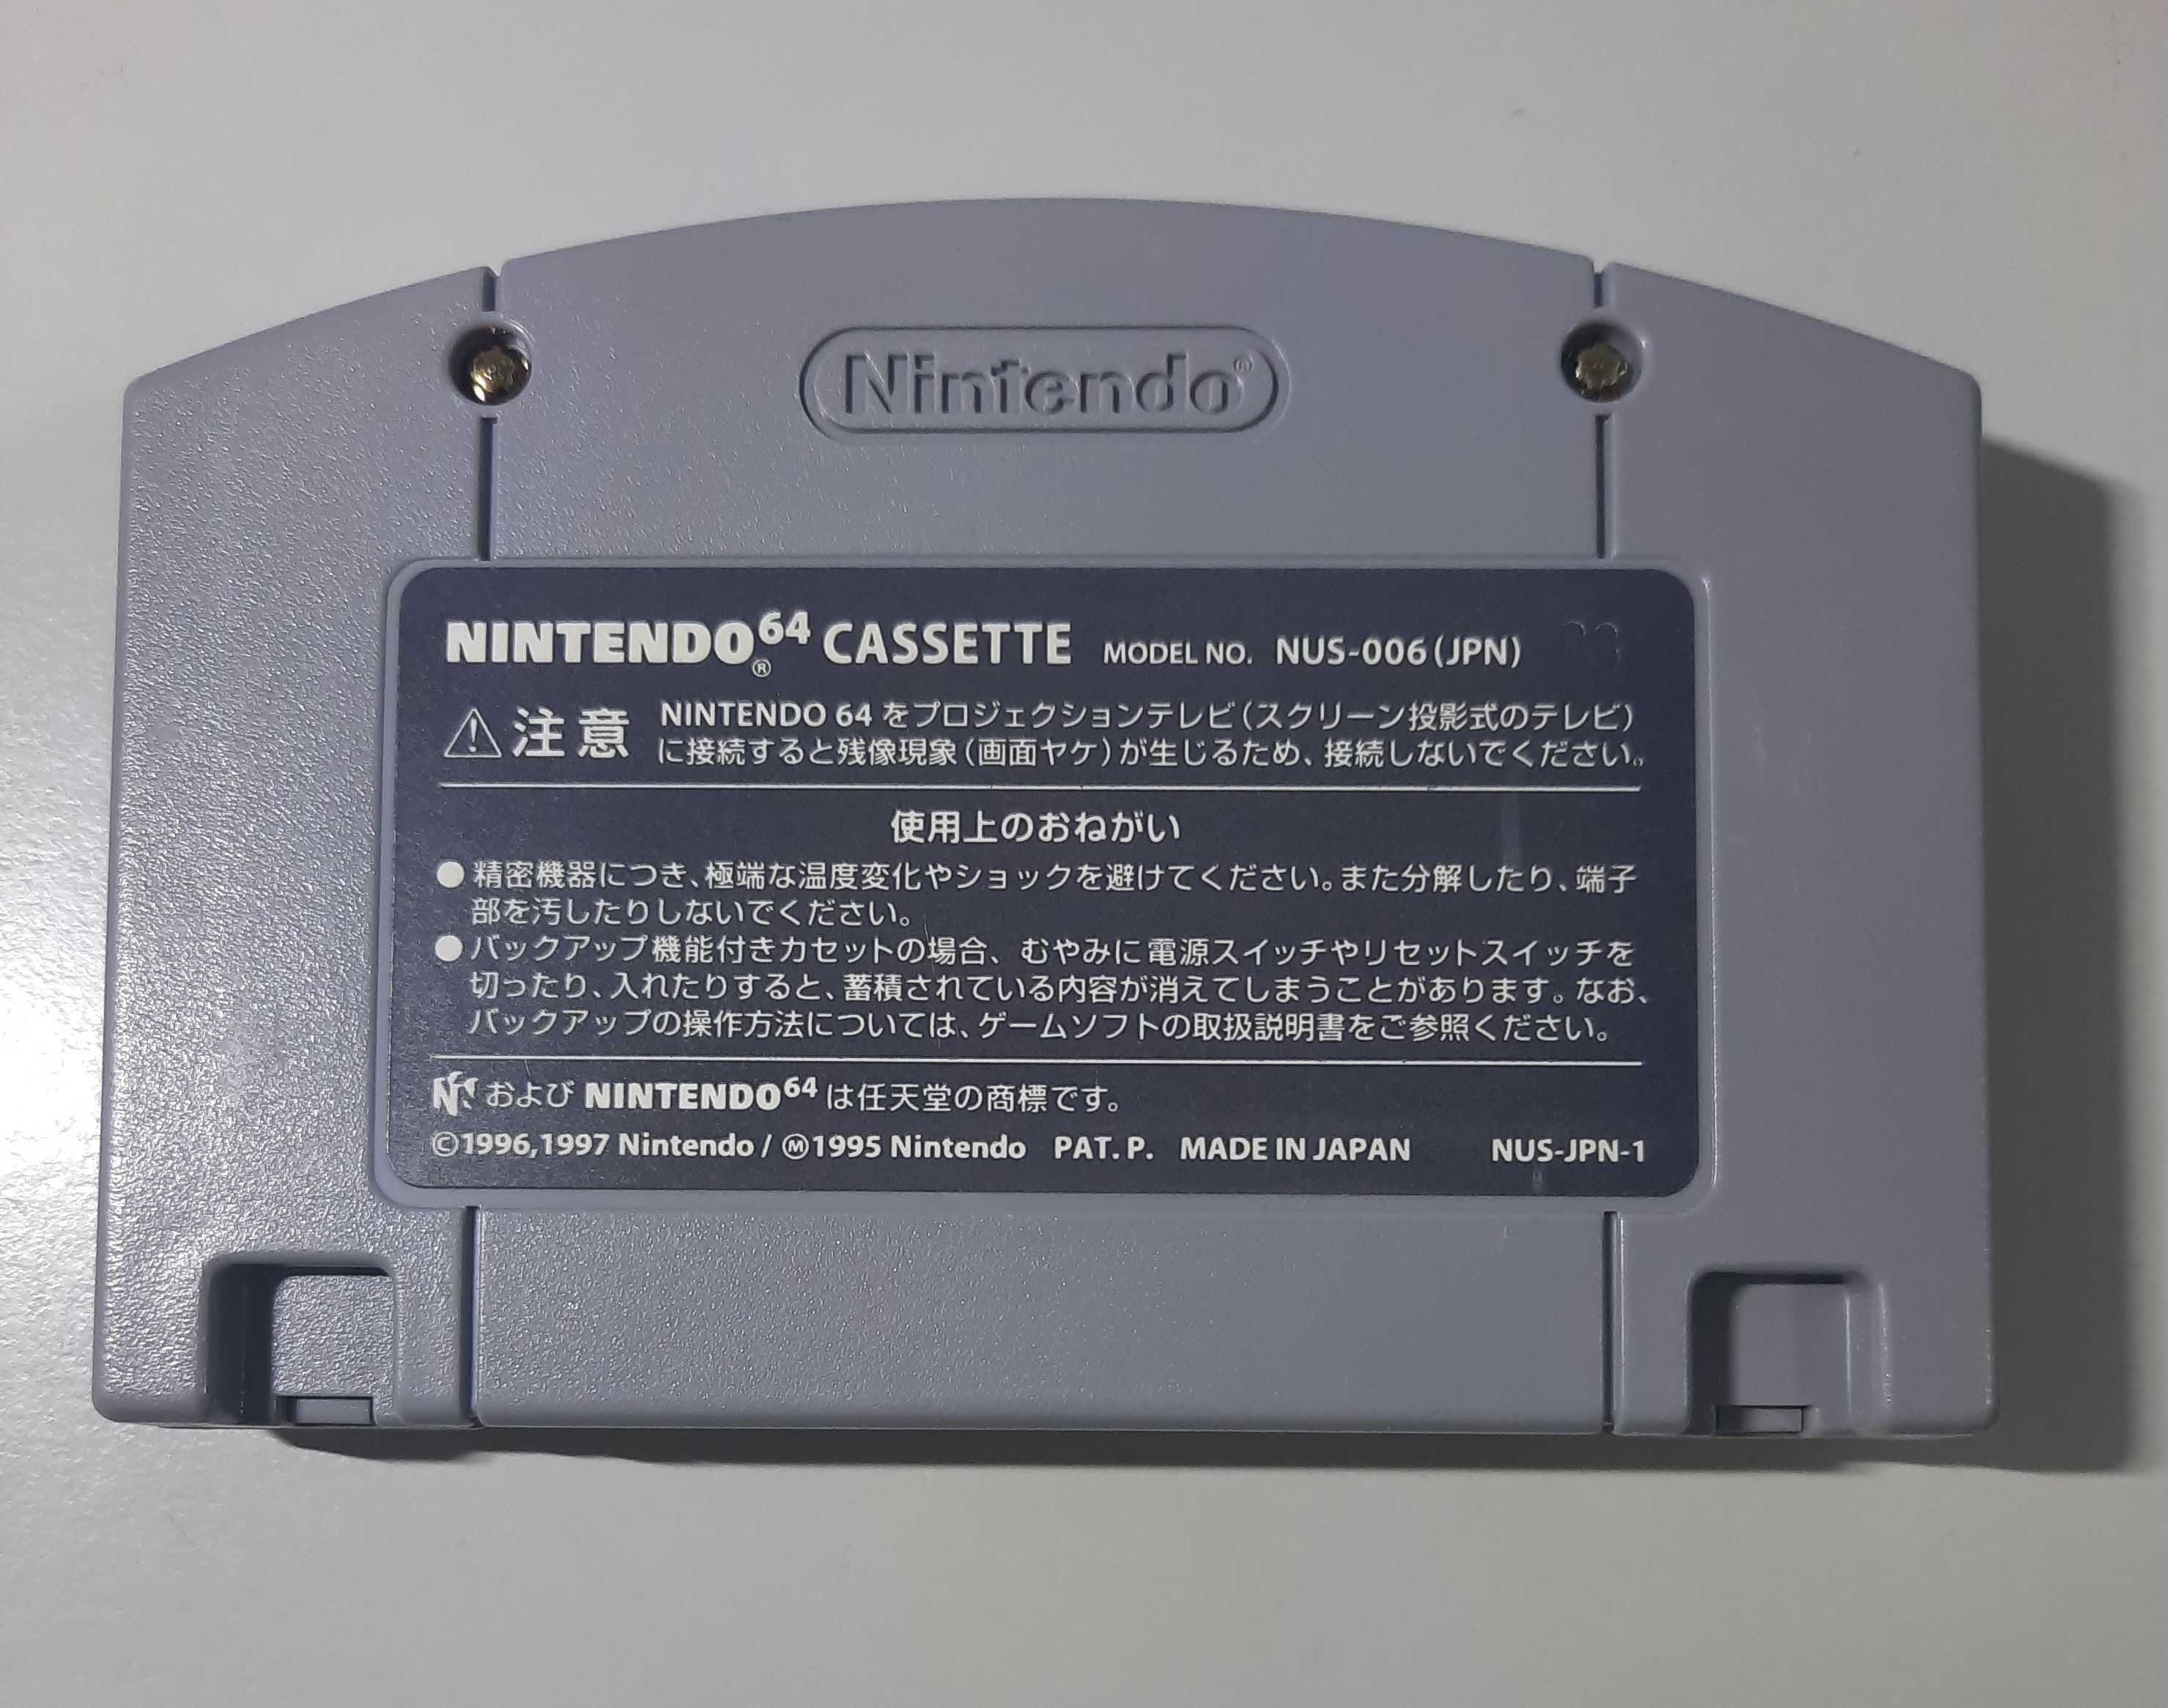 Nintendo®
NINTENDO®64 CASSETTE MODEL NO. NUS-006(JPN)
⚠注意 NINTENDO 64 をプロジェクションテレビ(スクリーン投影式のテレビ)
に接続すると残像現象(画面ヤケ)が生じるため、接続しないでください。
使用上のおねがい
●精密機器につき、極端な温度変化やショックを避けてください。また分解したり、端子
部を汚したりしないでください。
●バックアップ機能付きカセットの場合、むやみに電源スイッチやリセットスイッチを
切ったり、入れたりすると、蓄積されている内容が消えてしまうことがあります。なお、
バックアップの操作方法については、ゲームソフトの取扱説明書をご参照ください。
および NINTENDO64 は任天堂の商標です。
©1996,1997 Nintendo / Ⓜ1995 Nintendo PAT. P. MADE IN JAPAN NUS-JPN-1